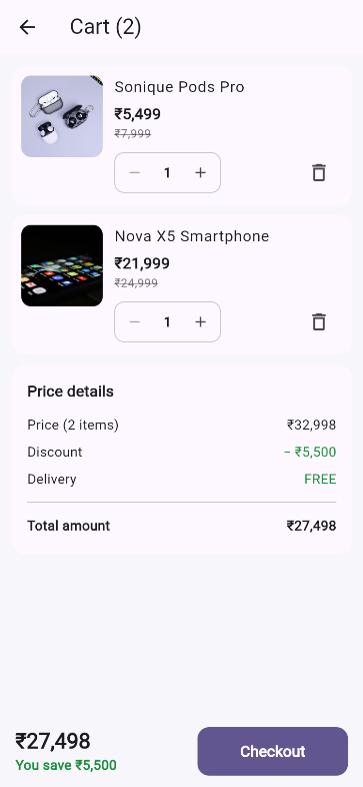 Cart (2)
Sonique Pods Pro
₹5,499
₹7,999
− 1 +
Nova X5 Smartphone
₹21,999
₹24,999
− 1 +
Price details
Price (2 items) ₹32,998
Discount − ₹5,500
Delivery FREE
Total amount ₹27,498
₹27,498
You save ₹5,500
Checkout